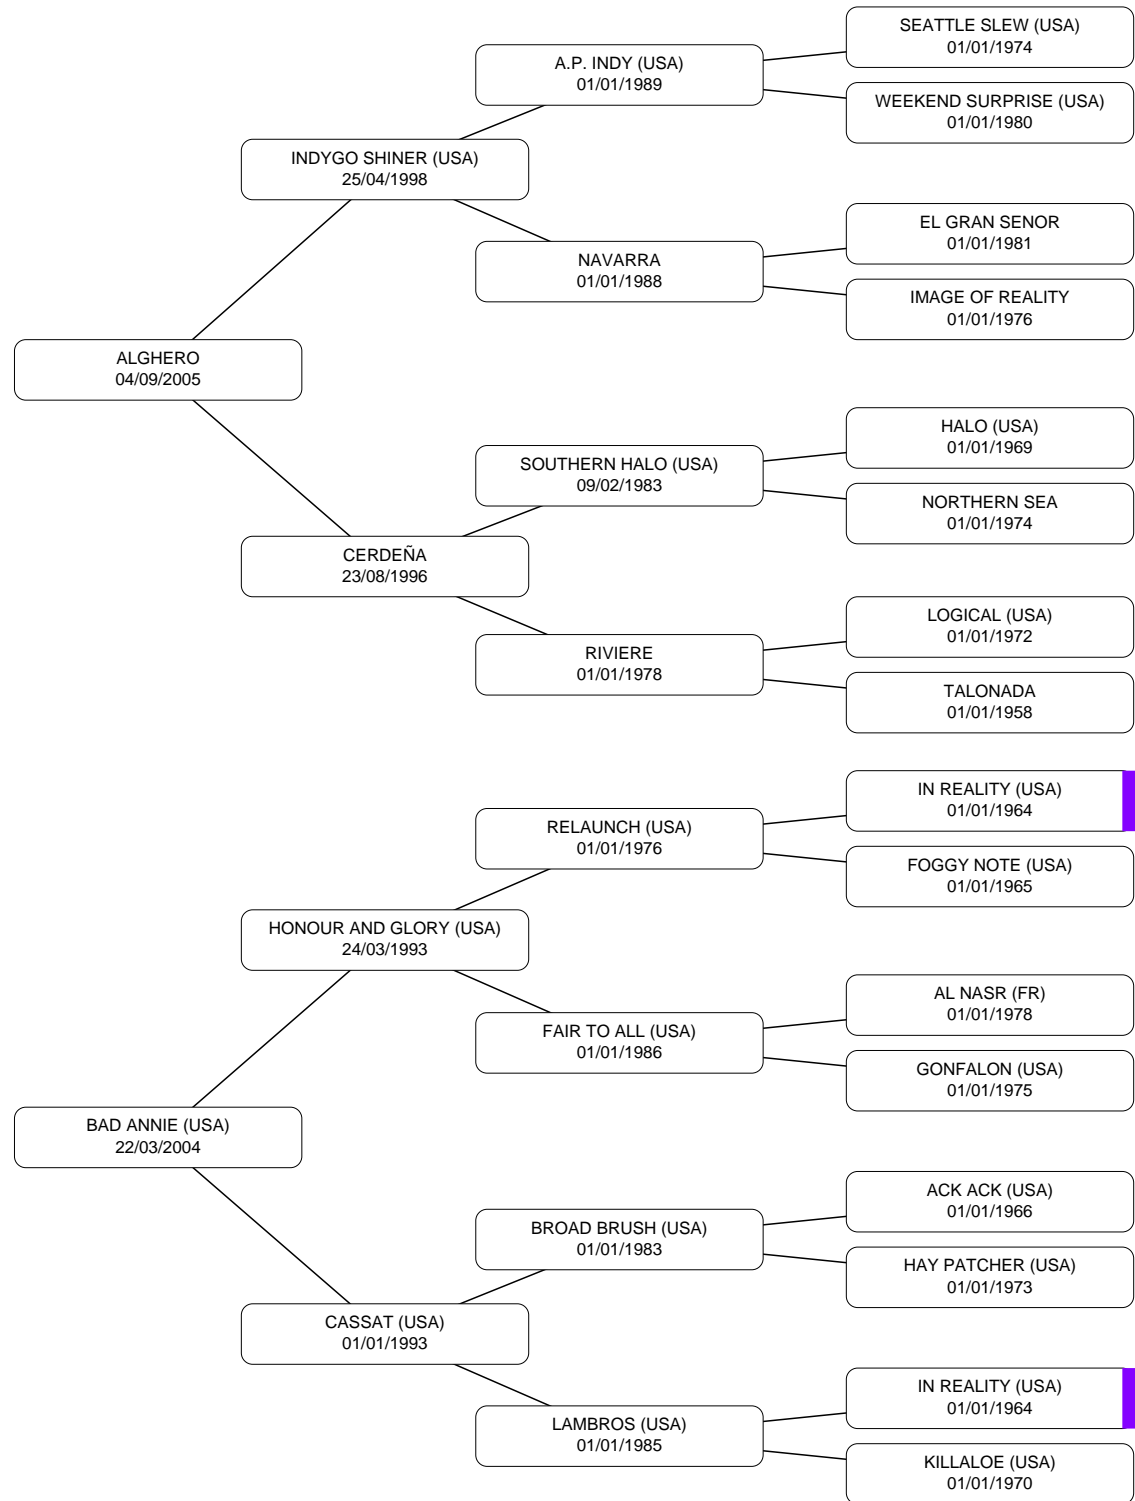 SEATTLE SLEW (USA)
01/01/1974
A.P. INDY (USA)
01/01/1989
WEEKEND SURPRISE (USA)
01/01/1980
INDYGO SHINER (USA)
25/04/1998
EL GRAN SENOR
01/01/1981
NAVARRA
01/01/1988
IMAGE OF REALITY
01/01/1976
ALGHERO
04/09/2005
HALO (USA)
01/01/1969
SOUTHERN HALO (USA)
09/02/1983
NORTHERN SEA
01/01/1974
CERDEÑA
23/08/1996
LOGICAL (USA)
01/01/1972
RIVIERE
01/01/1978
TALONADA
01/01/1958
IN REALITY (USA)
01/01/1964
RELAUNCH (USA)
01/01/1976
FOGGY NOTE (USA)
01/01/1965
HONOUR AND GLORY (USA)
24/03/1993
AL NASR (FR)
01/01/1978
FAIR TO ALL (USA)
01/01/1986
GONFALON (USA)
01/01/1975
BAD ANNIE (USA)
22/03/2004
ACK ACK (USA)
01/01/1966
BROAD BRUSH (USA)
01/01/1983
HAY PATCHER (USA)
01/01/1973
CASSAT (USA)
01/01/1993
IN REALITY (USA)
01/01/1964
LAMBROS (USA)
01/01/1985
KILLALOE (USA)
01/01/1970